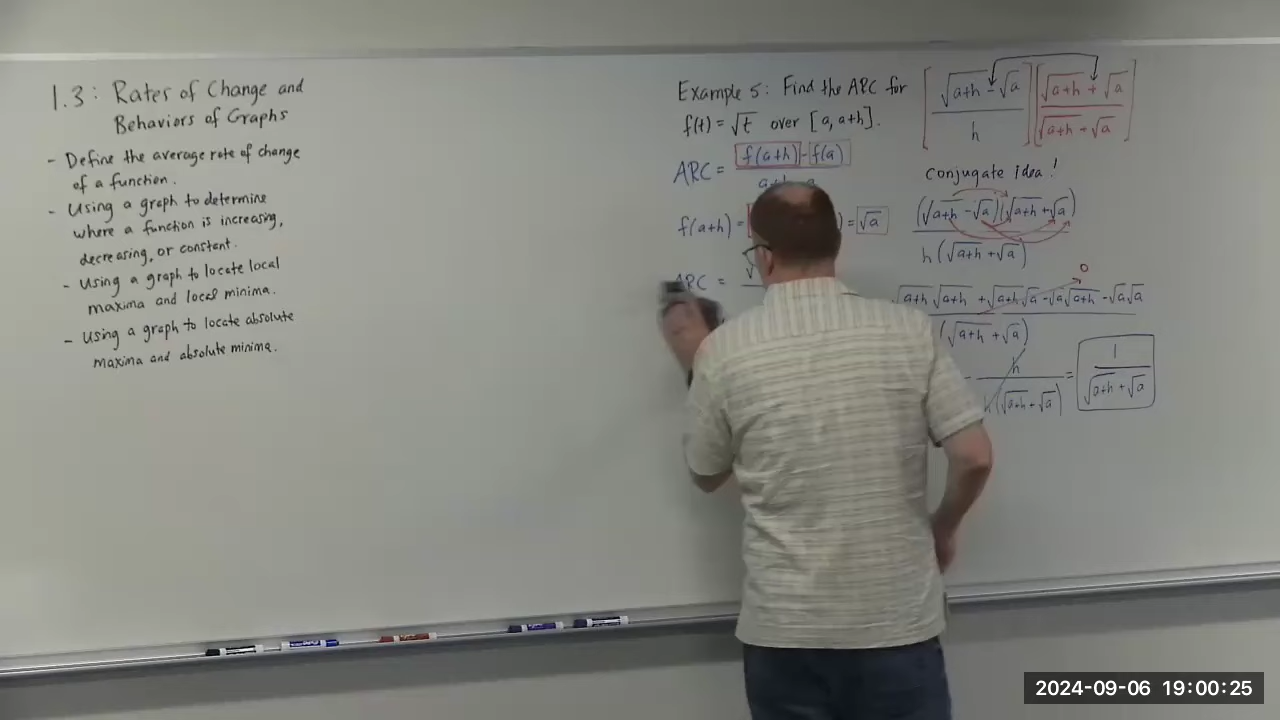 1.3: Rates of Change and
Behaviors of Graphs
- Define the average rate of change
of a function.
- Using a graph to determine
where a function is increasing,
decreasing, or constant.
- Using a graph to locate local
maxima and local minima.
- Using a graph to locate absolute
maxima and absolute minima.
Example 5: Find the ARC for
f(t) = √t over [a, a+h].
ARC = f(a+h) - f(a)
f(a+h) =
= √a
ARC =
[(√(a+h) - √a) / h] [(√(a+h) + √a) / (√(a+h) + √a)]
Conjugate idea!
(√(a+h) - √a)(√(a+h) + √a)
h(√(a+h) + √a)
0
√(a+h) √(a+h) + √(a+h) √a - √a √(a+h) - √a √a
(√(a+h) + √a)
h / h(√(a+h) + √a) = 1 / (√(a+h) + √a)
2024-09-06 19:00:25